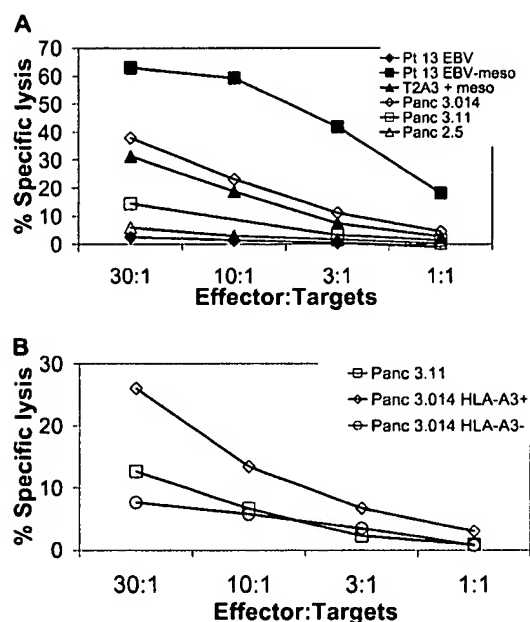 A
% Specific lysis
70
60
50
40
30
20
10
0
30:1 10:1 3:1 1:1
Effector:Targets
Pt 13 EBV
Pt 13 EBV-meso
T2A3 + meso
Panc 3.014
Panc 3.11
Panc 2.5
B
% Specific lysis
30
20
10
0
30:1 10:1 3:1 1:1
Effector:Targets
Panc 3.11
Panc 3.014 HLA-A3+
Panc 3.014 HLA-A3-